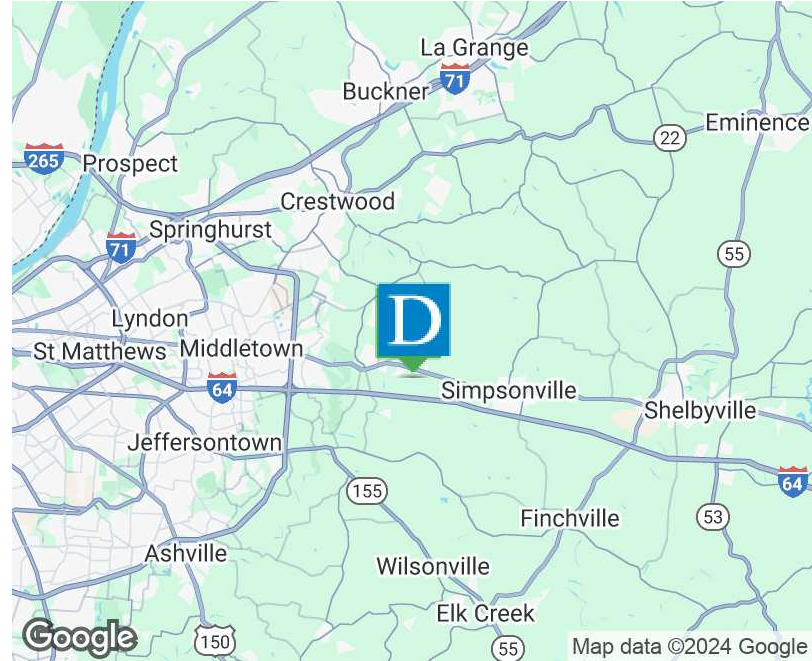 La Grange
71
Buckner
22
Eminence
265
Prospect
Crestwood
Springhurst
71
55
D
Lyndon
St Matthews
Middletown
64
Simpsonville
Shelbyville
Jeffersontown
64
155
Finchville
53
Ashville
Wilsonville
Elk Creek
Google
150
55
Map data ©2024 Google